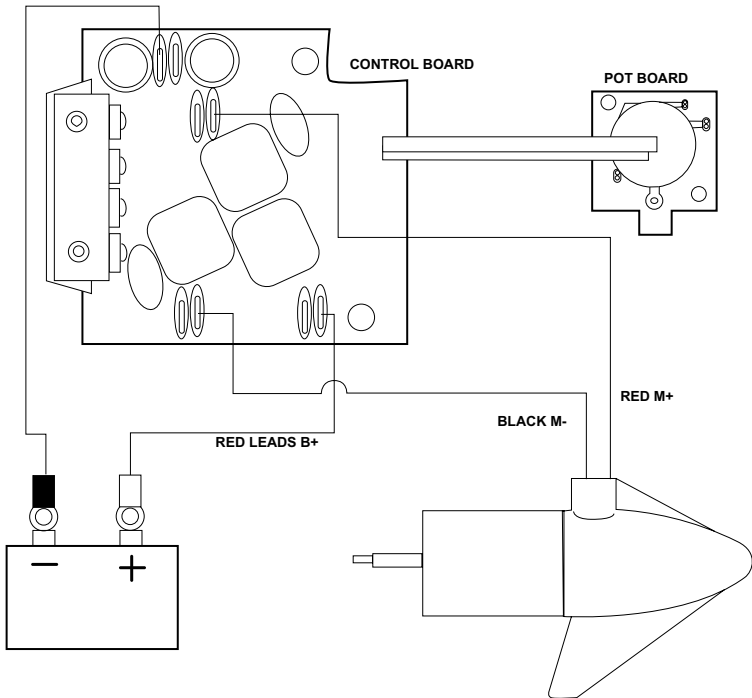 CONTROL BOARD
POT BOARD
RED M+
BLACK M-
RED LEADS B+
− +